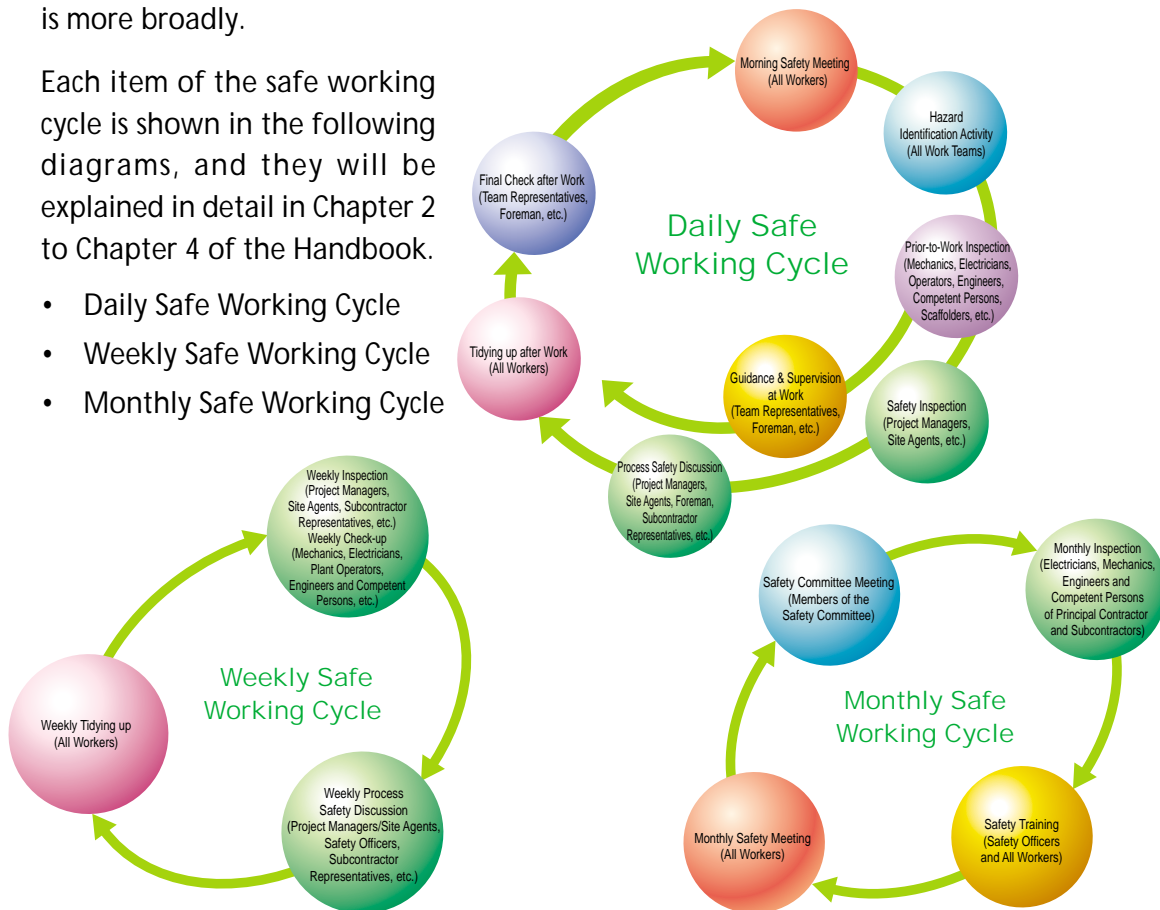 is more broadly.
Each item of the safe working
cycle is shown in the following
diagrams, and they will be
explained in detail in Chapter 2
to Chapter 4 of the Handbook.
• Daily Safe Working Cycle
• Weekly Safe Working Cycle
• Monthly Safe Working Cycle
Daily Safe
Working Cycle
Morning Safety Meeting
(All Workers)
Hazard
Identification Activity
(All Work Teams)
Prior-to-Work Inspection
(Mechanics, Electricians,
Operators, Engineers,
Competent Persons,
Scaffolders, etc.)
Guidance & Supervision
at Work
(Team Representatives,
Foreman, etc.)
Safety Inspection
(Project Managers,
Site Agents, etc.)
Process Safety Discussion
(Project Managers,
Site Agents, Foreman,
Subcontractor
Representatives, etc.)
Tidying up after Work
(All Workers)
Final Check after Work
(Team Representatives,
Foreman, etc.)
Weekly Safe
Working Cycle
Weekly Inspection
(Project Managers,
Site Agents, Subcontractor
Representatives, etc.)
Weekly Check-up
(Mechanics, Electricians,
Plant Operators,
Engineers and Competent
Persons, etc.)
Weekly Process
Safety Discussion
(Project Managers/Site Agents,
Safety Officers,
Subcontractor
Representatives, etc.)
Weekly Tidying up
(All Workers)
Monthly Safe
Working Cycle
Safety Committee Meeting
(Members of the
Safety Committee)
Monthly Inspection
(Electricians, Mechanics,
Engineers and
Competent Persons
of Principal Contractor
and Subcontractors)
Safety Training
(Safety Officers
and All Workers)
Monthly Safety Meeting
(All Workers)